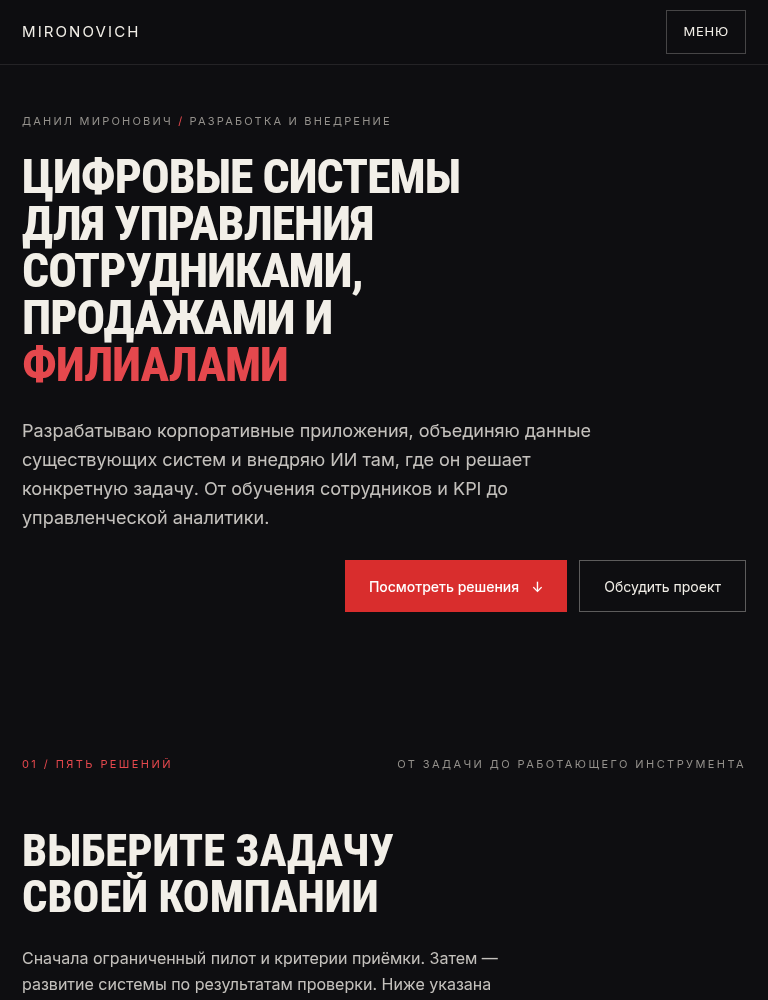 MIRONOVICH
МЕНЮ
ДАНИЛ МИРОНОВИЧ / РАЗРАБОТКА И ВНЕДРЕНИЕ
ЦИФРОВЫЕ СИСТЕМЫ
ДЛЯ УПРАВЛЕНИЯ
СОТРУДНИКАМИ,
ПРОДАЖАМИ И
ФИЛИАЛАМИ
Разрабатываю корпоративные приложения, объединяю данные
существующих систем и внедряю ИИ там, где он решает
конкретную задачу. От обучения сотрудников и KPI до
управленческой аналитики.
Посмотреть решения ↓
Обсудить проект
01 / ПЯТЬ РЕШЕНИЙ
ОТ ЗАДАЧИ ДО РАБОТАЮЩЕГО ИНСТРУМЕНТА
ВЫБЕРИТЕ ЗАДАЧУ
СВОЕЙ КОМПАНИИ
Сначала ограниченный пилот и критерии приёмки. Затем —
развитие системы по результатам проверки. Ниже указана